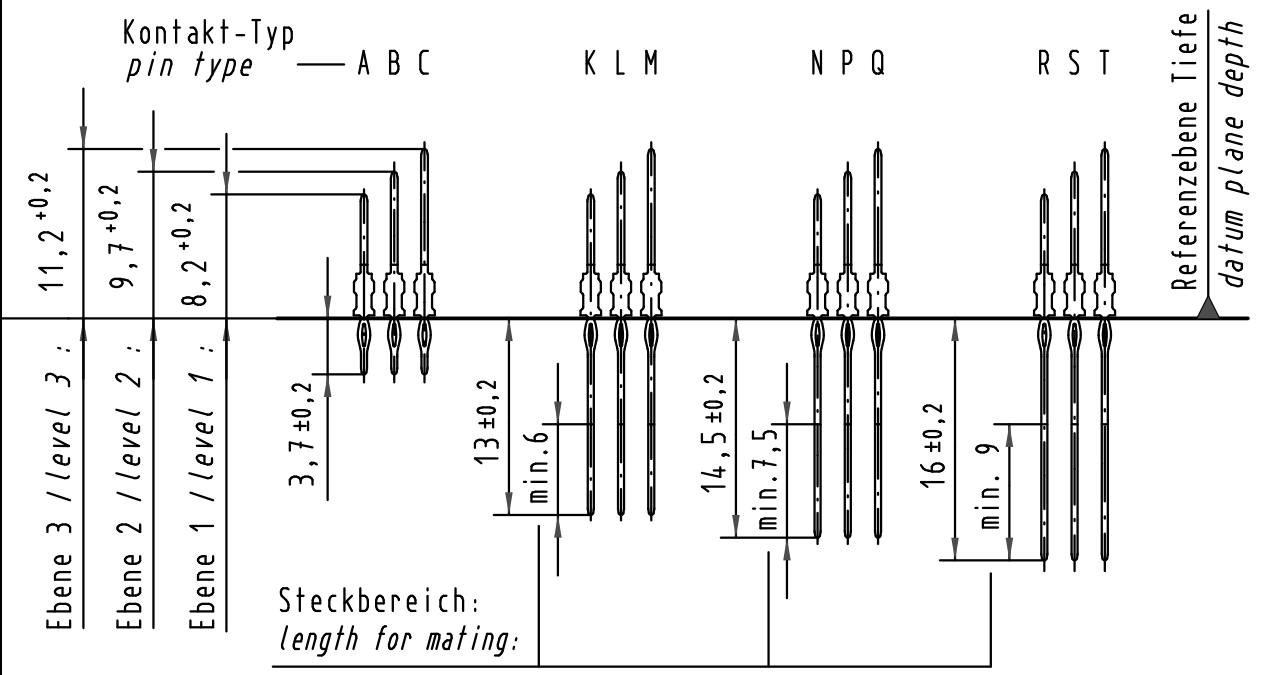 Kontakt-Typ
pin type
A B C
K L M
N P Q
R S T
Referenzebene Tiefe
datum plane depth
11,2 +0,2
9,7 +0,2
8,2 +0,2
Ebene 3 / level 3 :
Ebene 2 / level 2 :
Ebene 1 / level 1 :
3,7 ±0,2
13 ±0,2
min.6
14,5 ±0,2
min.7,5
16 ±0,2
min. 9
Steckbereich:
length for mating: